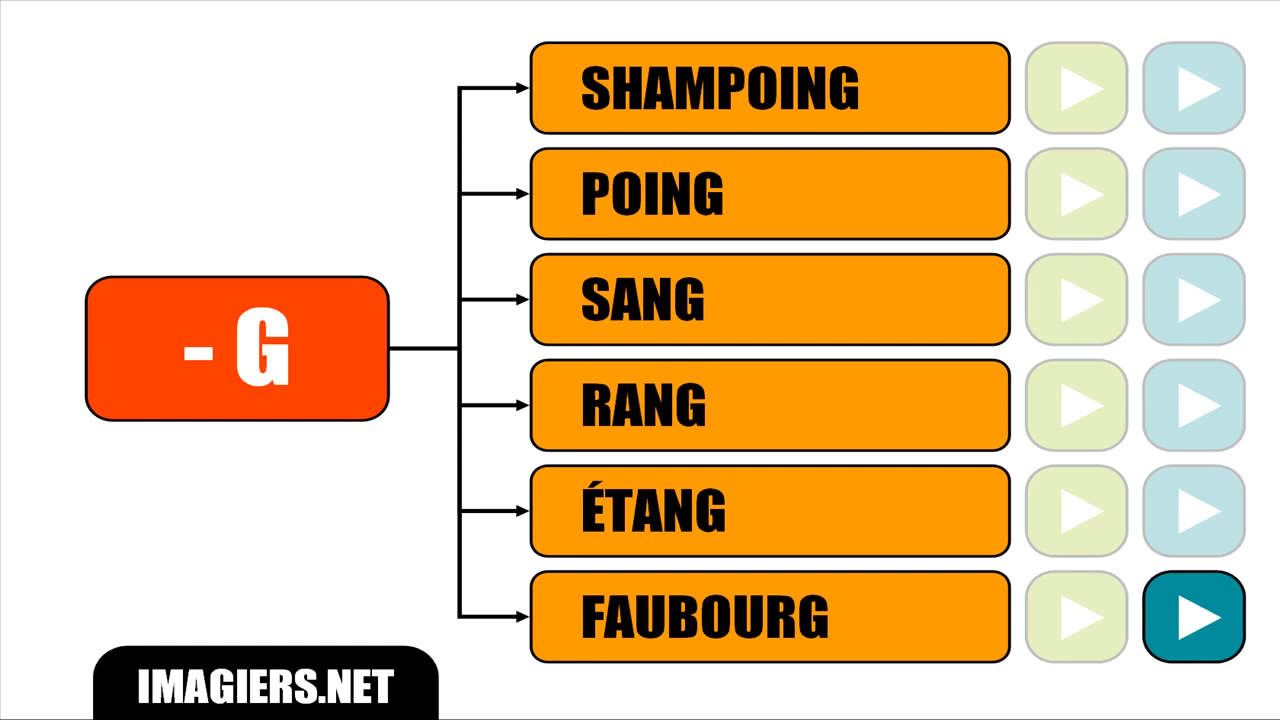 SHAMPOING
POING
SANG
- G
RANG
ÉTANG
FAUBOURG
IMAGIERS.NET